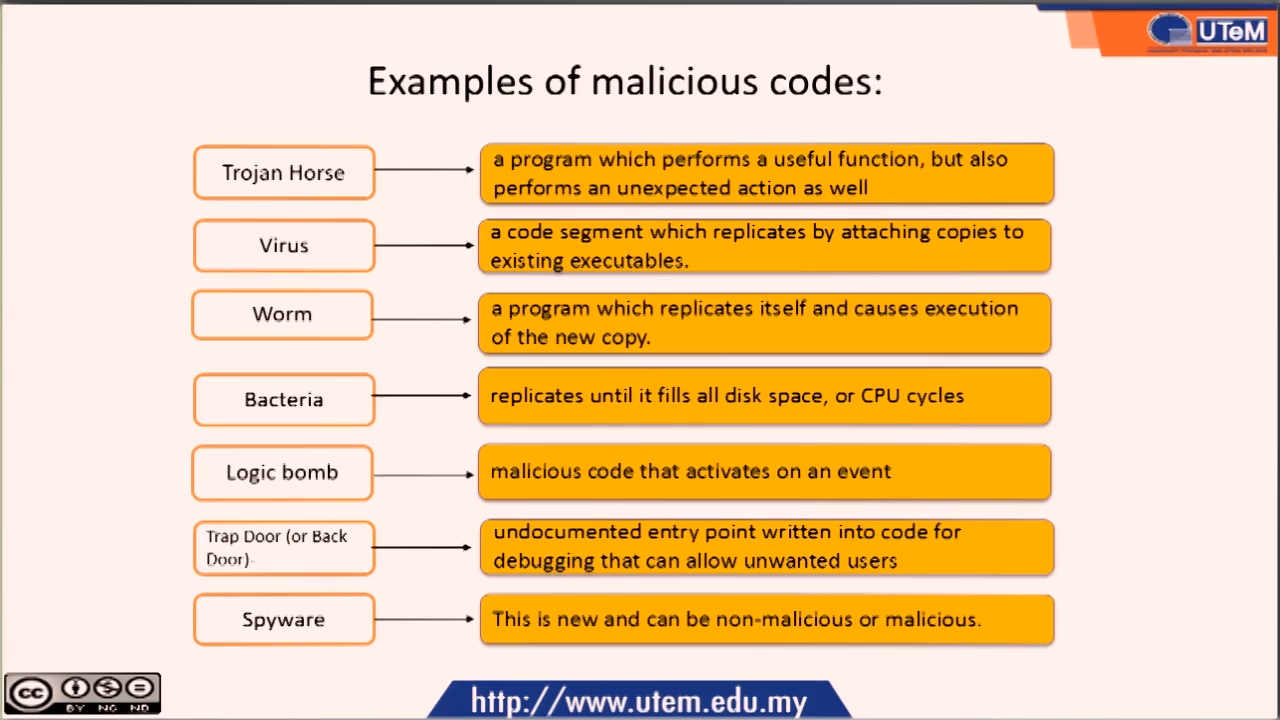 UTeM
Examples of malicious codes:
Trojan Horse
a program which performs a useful function, but also
performs an unexpected action as well
Virus
a code segment which replicates by attaching copies to
existing executables.
Worm
a program which replicates itself and causes execution
of the new copy.
Bacteria
replicates until it fills all disk space, or CPU cycles
Logic bomb
malicious code that activates on an event
Trap Door (or Back
Door)-
undocumented entry point written into code for
debugging that can allow unwanted users
Spyware
This is new and can be non-malicious or malicious.
cc
BY NC ND
http://www.utem.edu.my